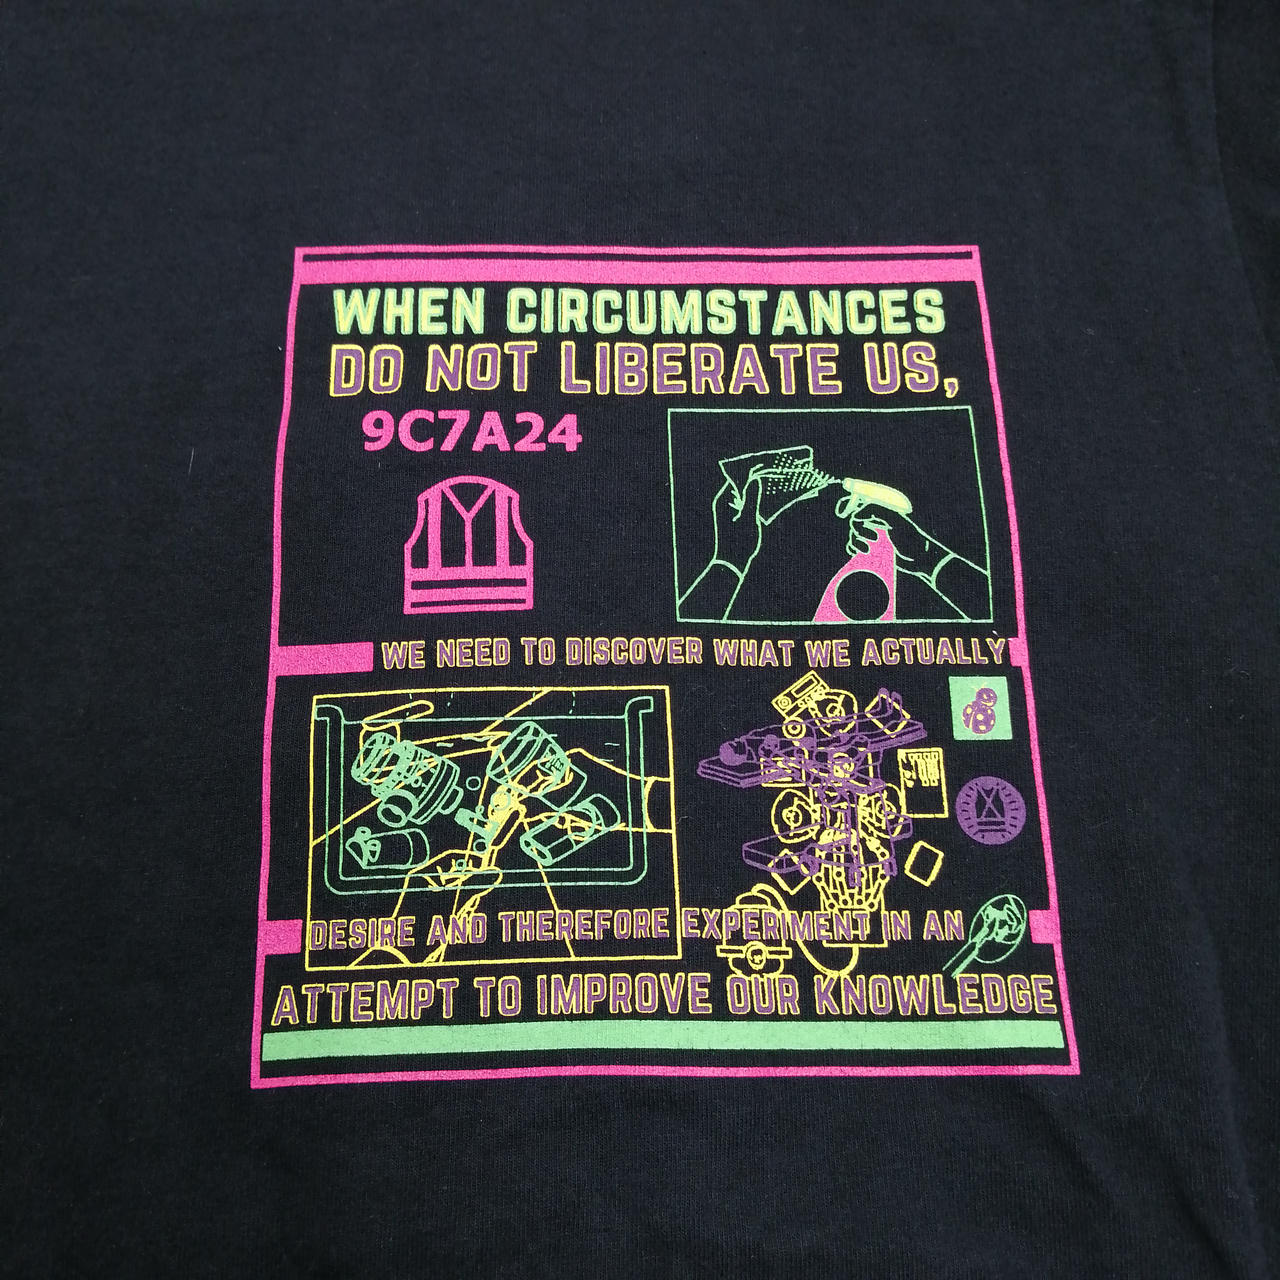 WHEN CIRCUMSTANCES
DO NOT LIBERATE US,
9C7A24
WE NEED TO DISCOVER WHAT WE ACTUALLY
DESIRE AND THEREFORE EXPERIMENT IN AN
ATTEMPT TO IMPROVE OUR KNOWLEDGE